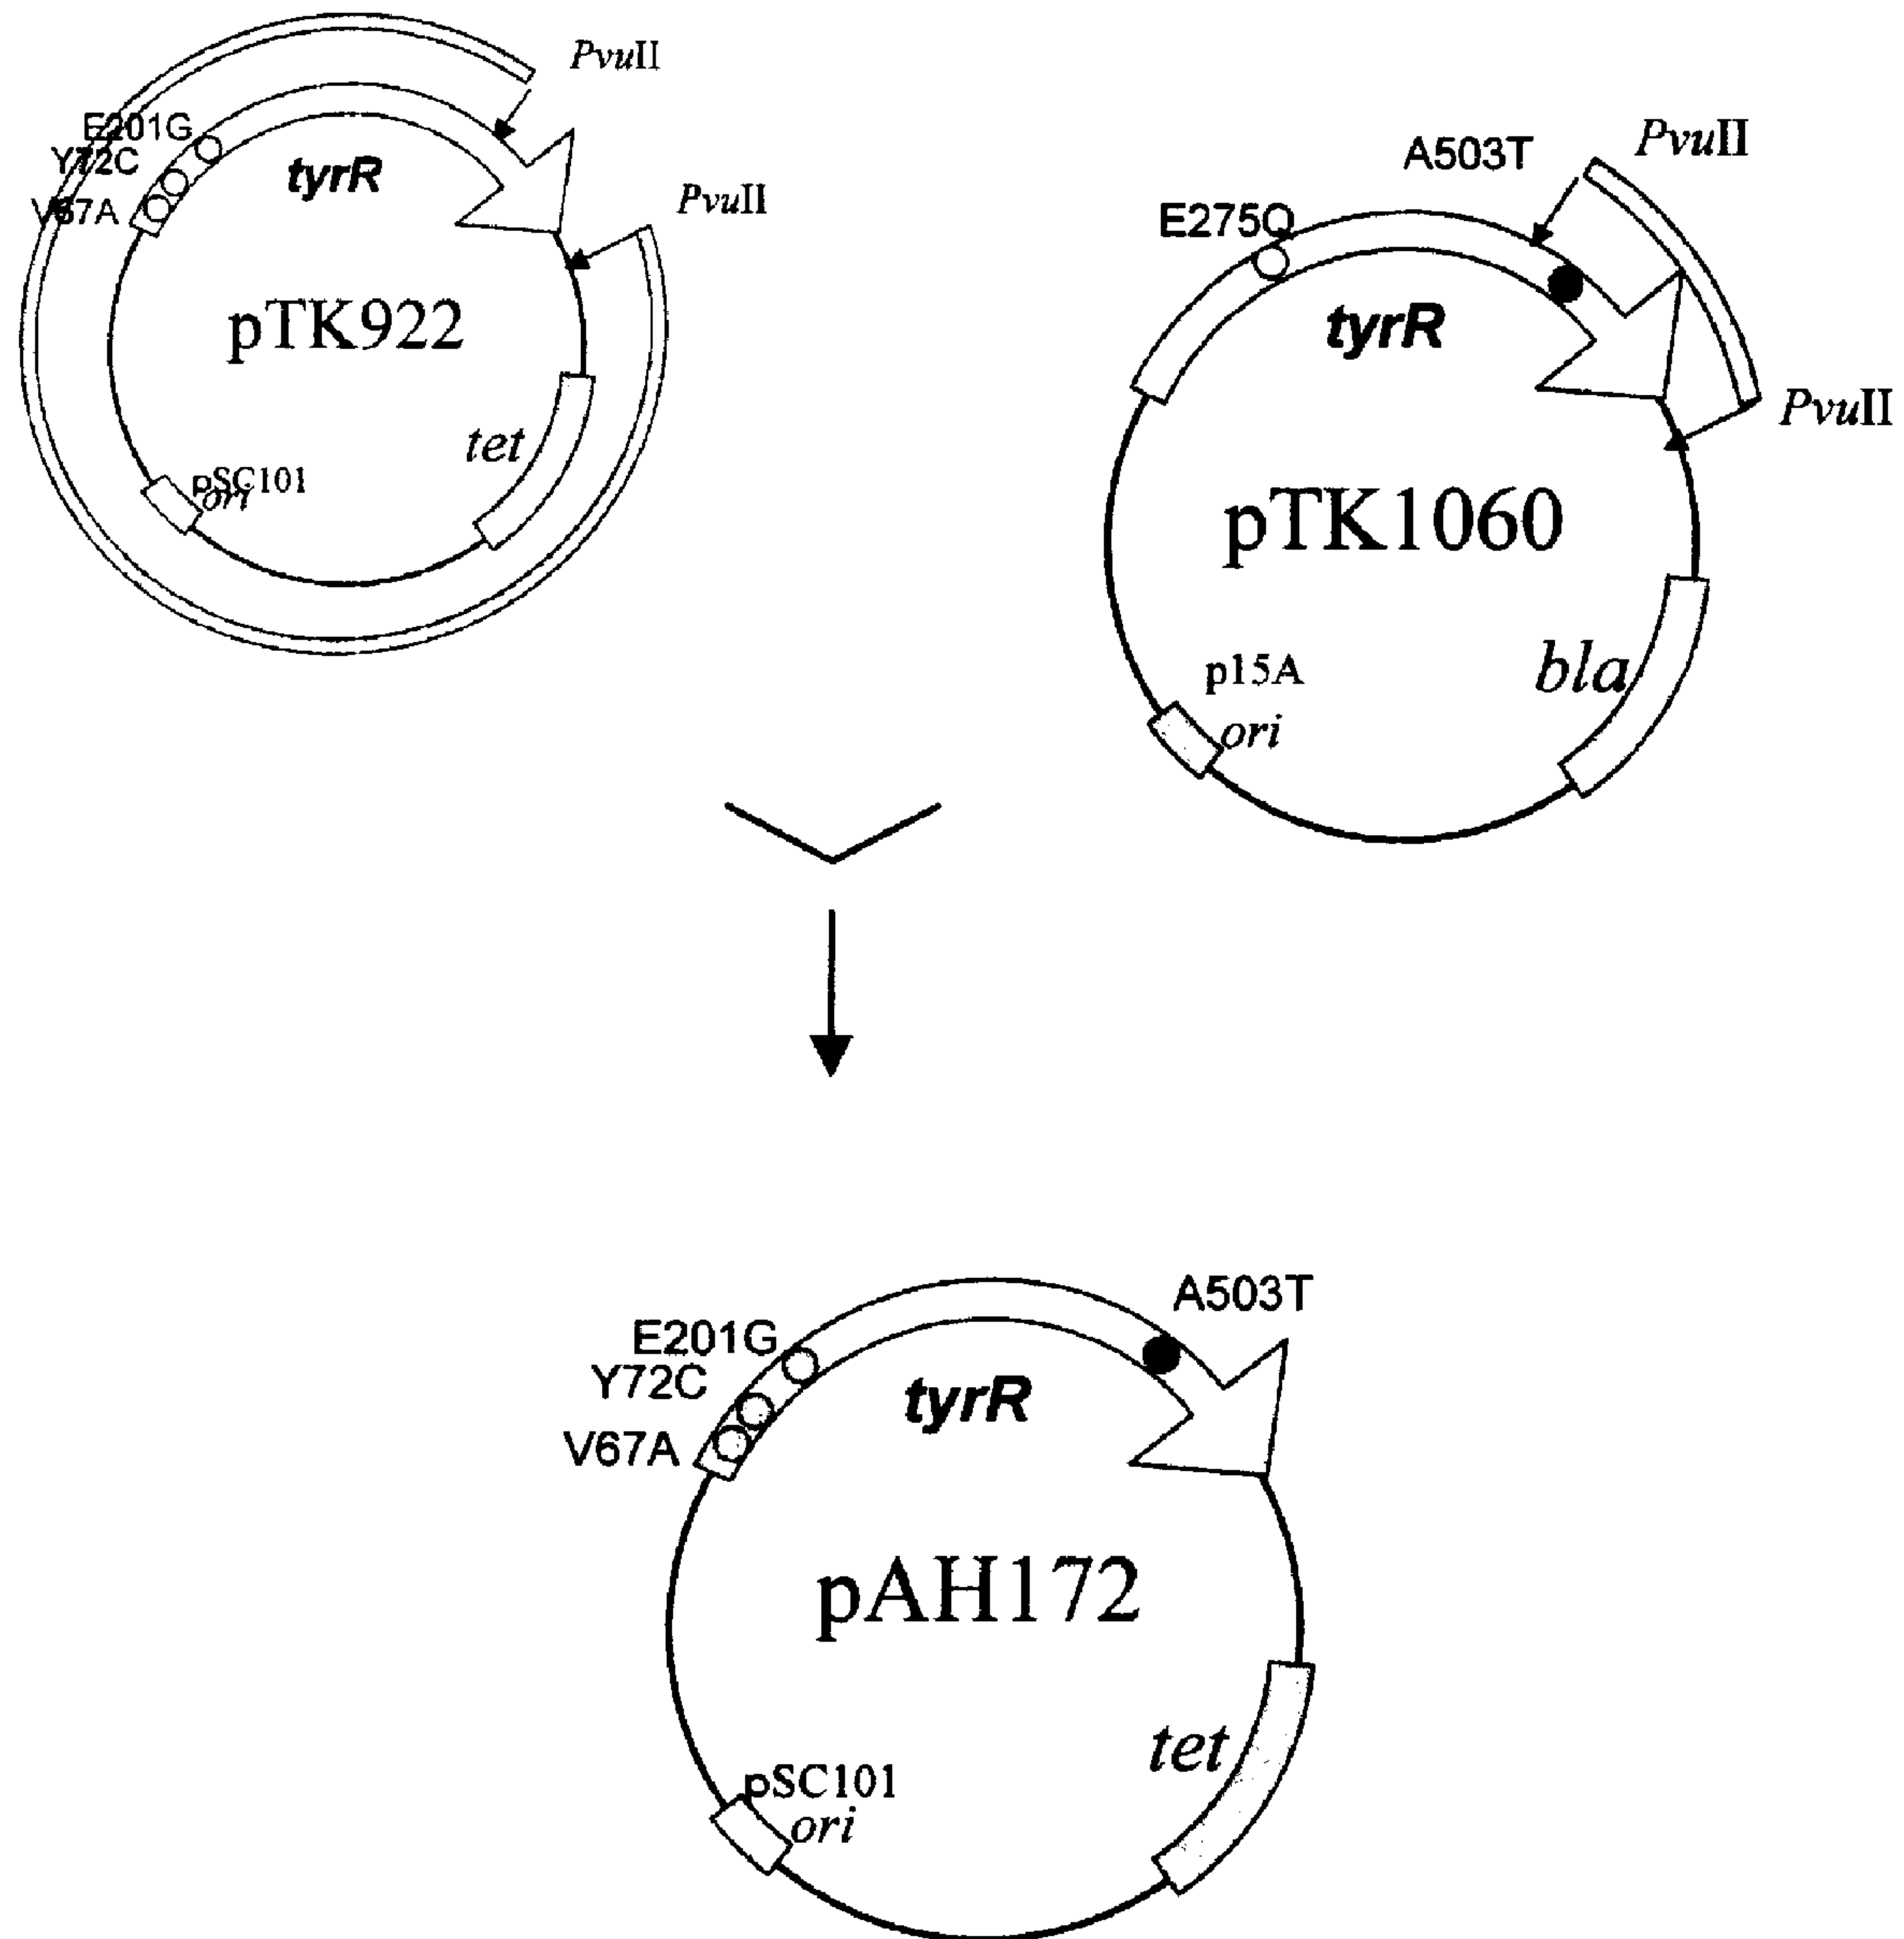 PvuII
E201G
Y72C
V67A
tyrR
PvuII
pTK922
tet
pSC101
ori
A503T
PvuII
E275Q
tyrR
PvuII
pTK1060
bla
p15A
ori
A503T
E201G
Y72C
V67A
tyrR
pAH172
tet
pSC101
ori